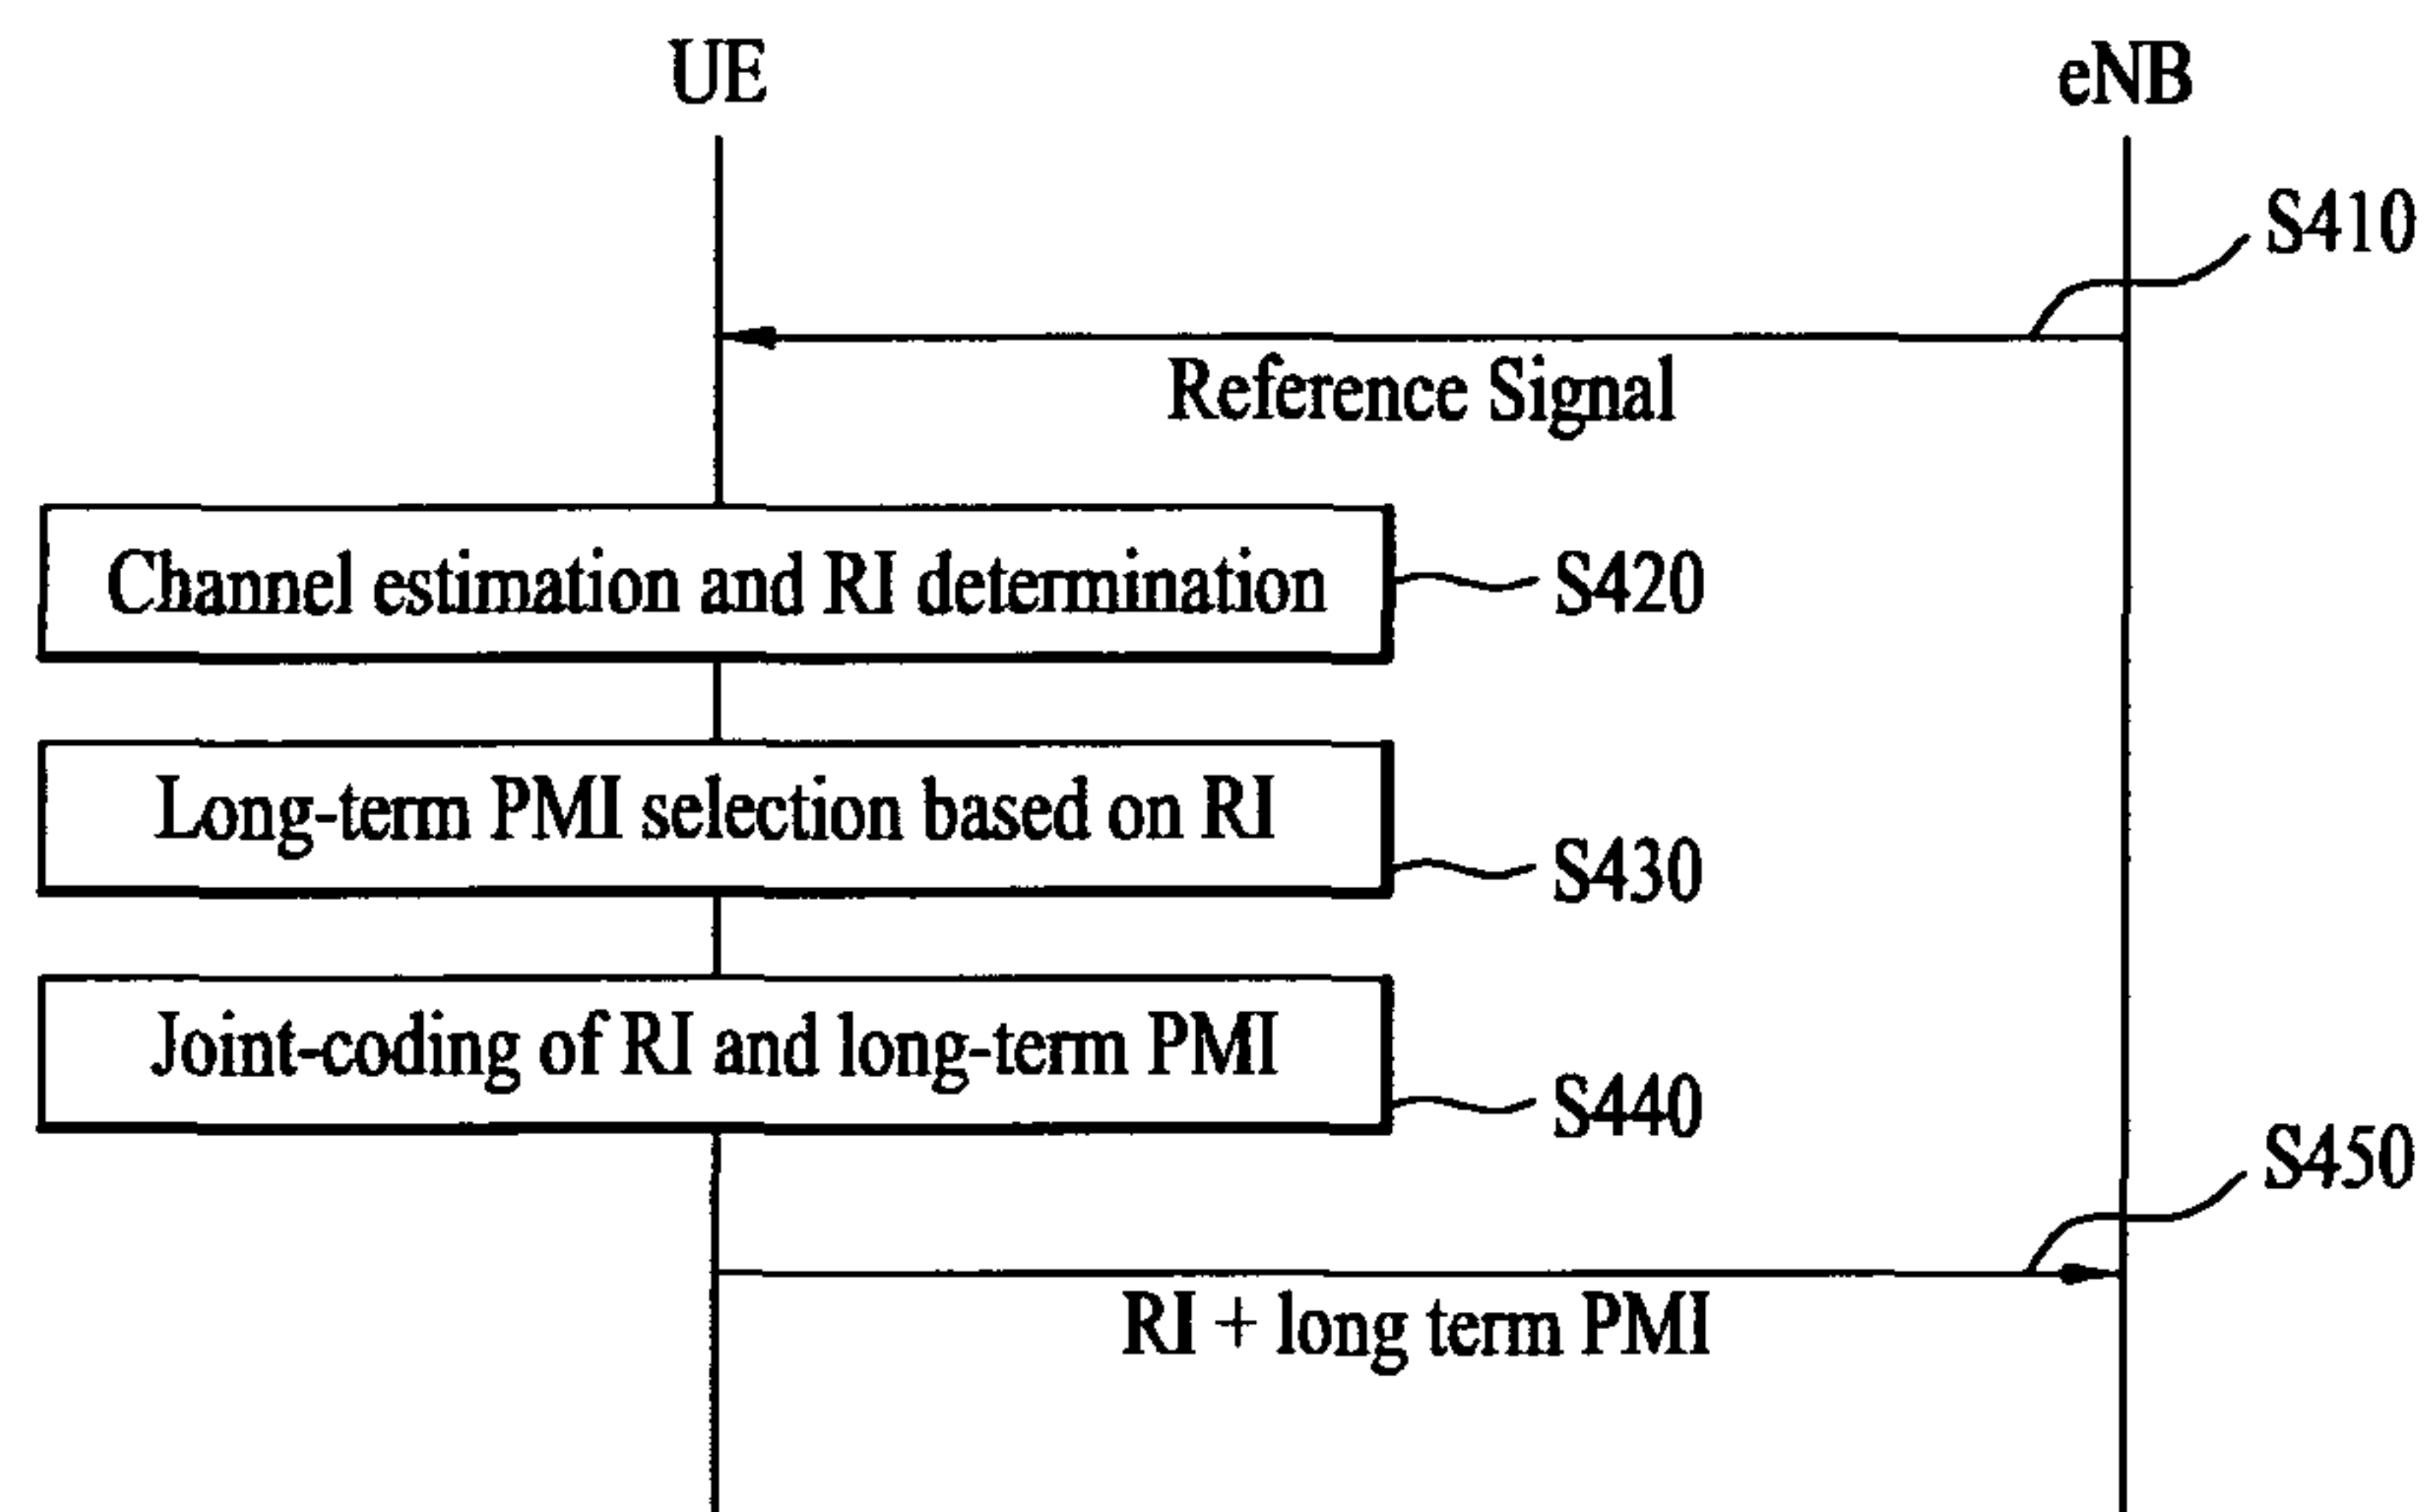 UE
eNB
S410
Reference Signal
Channel estimation and RI determination
S420
Long-term PMI selection based on RI
S430
Joint-coding of RI and long-term PMI
S440
S450
RI + long term PMI